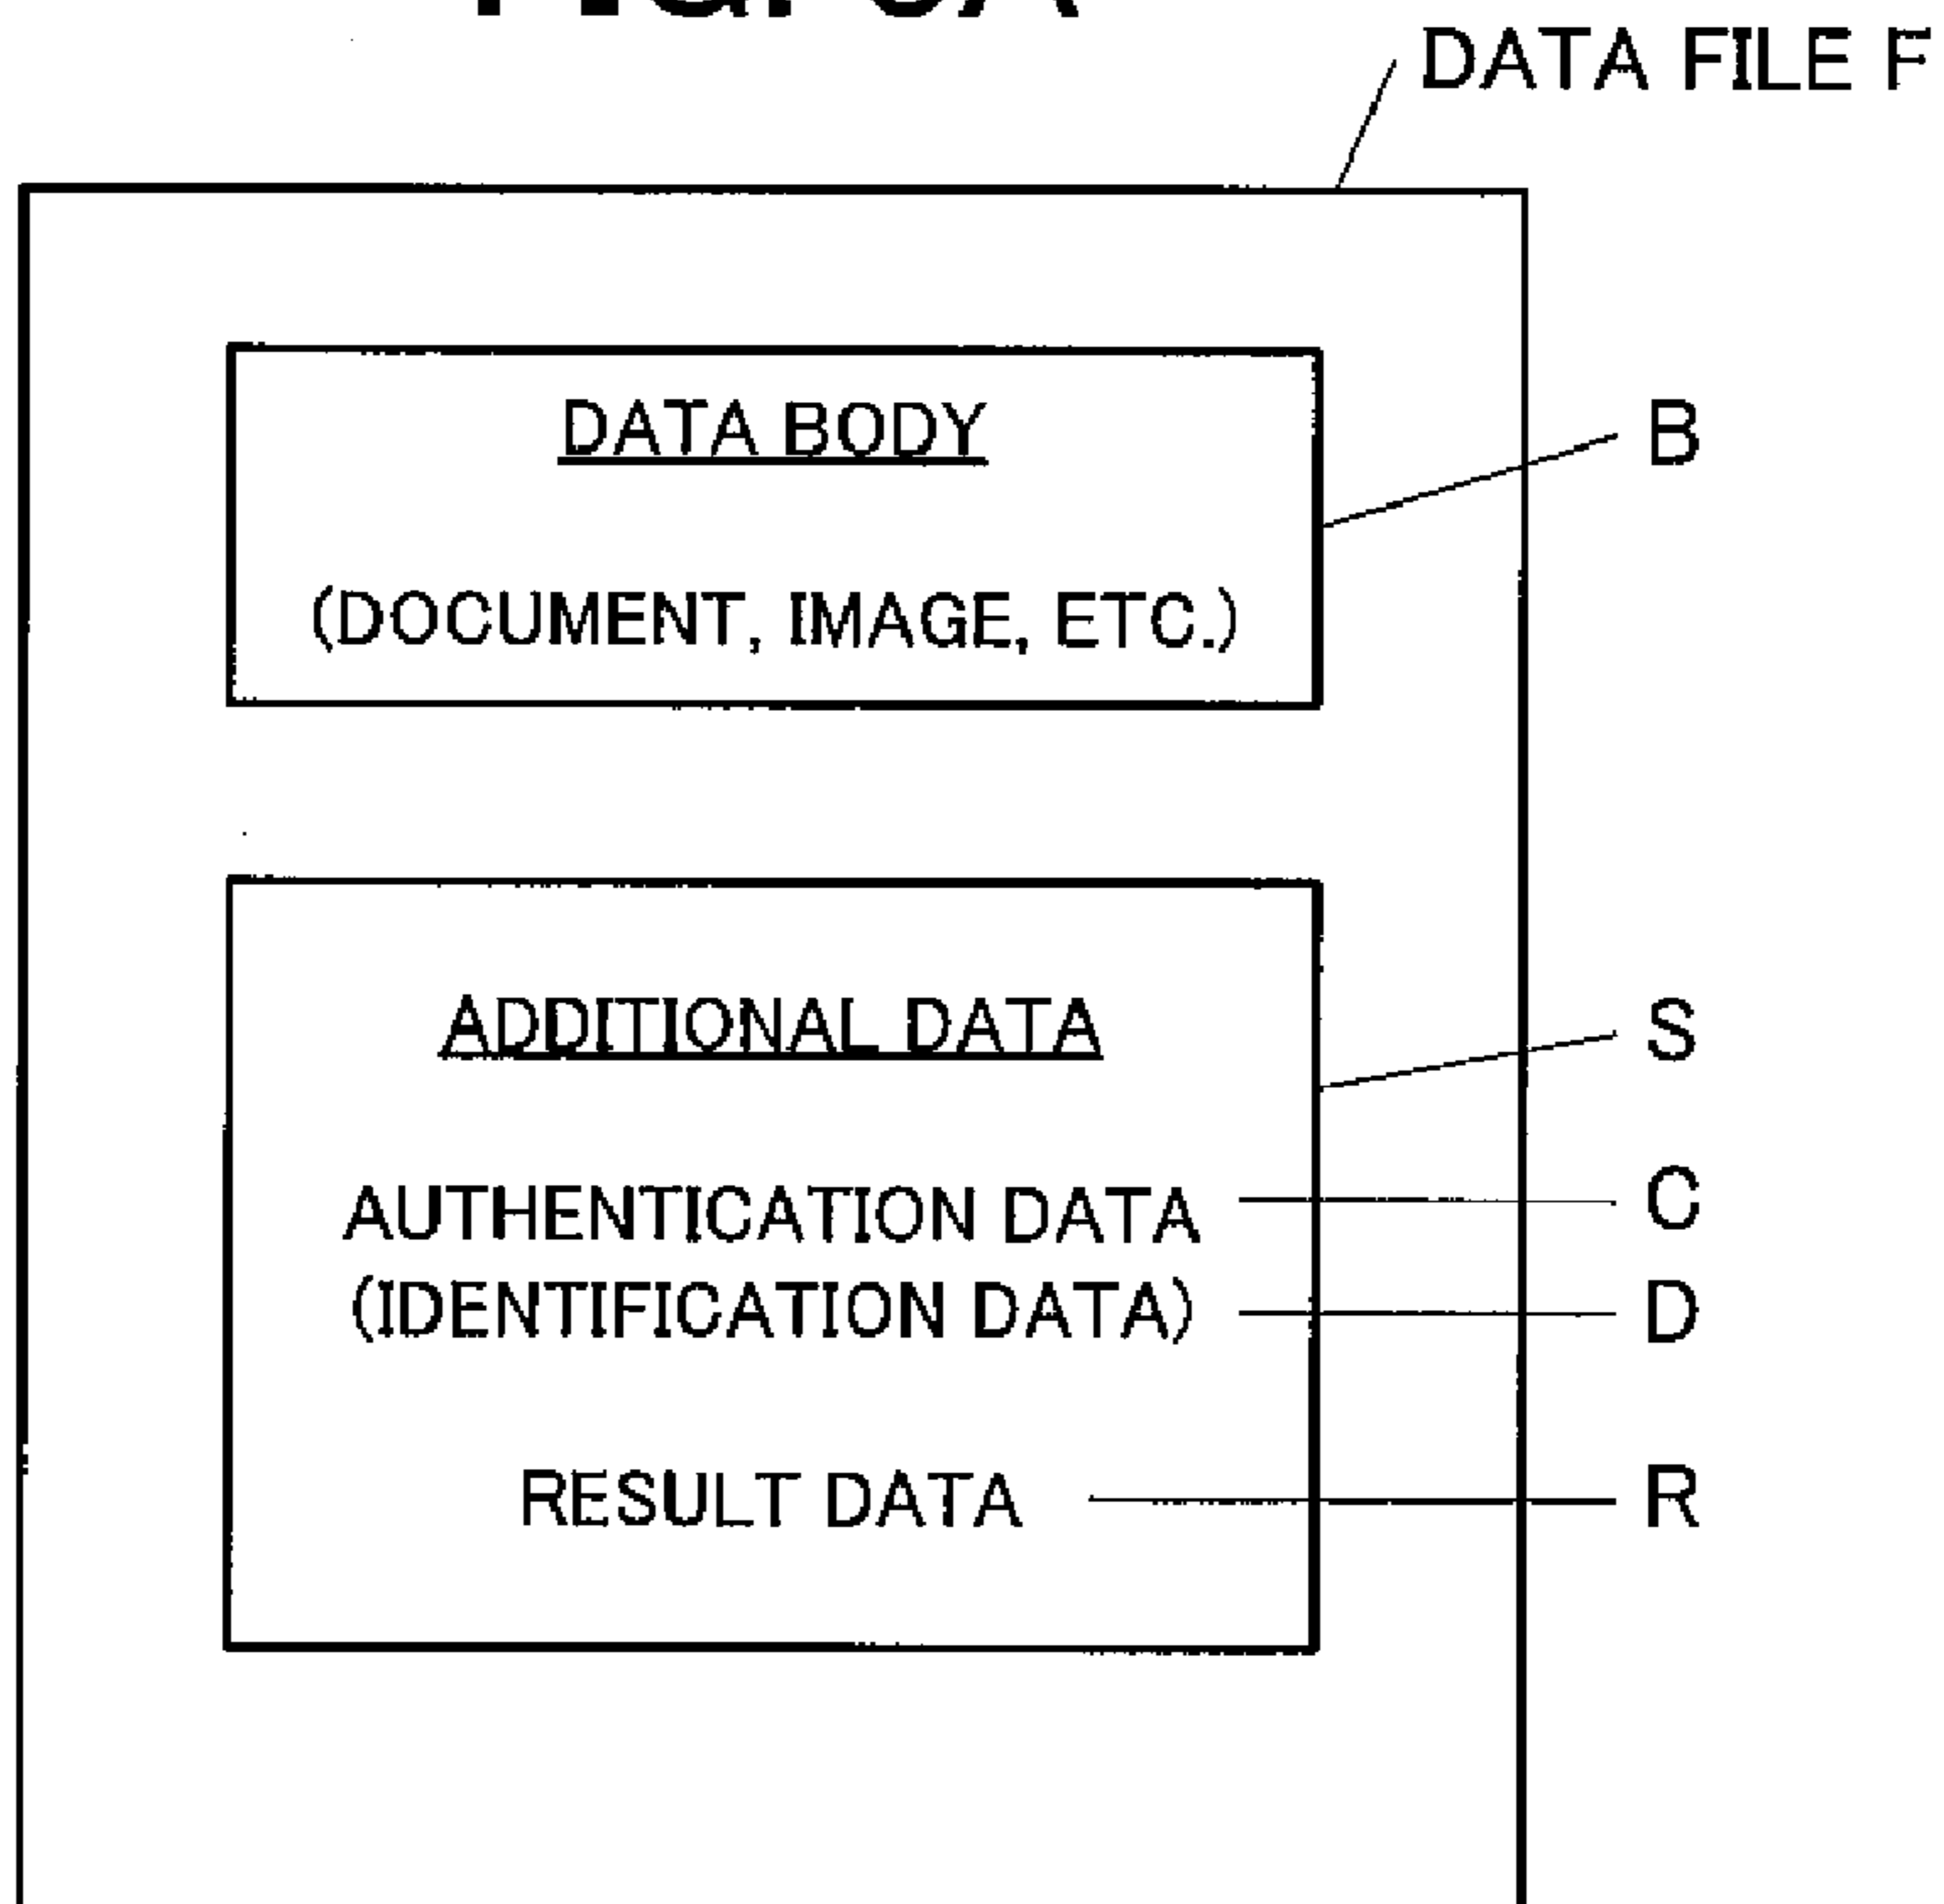 DATA FILE F
DATA BODY
B
(DOCUMENT, IMAGE, ETC.)
ADDITIONAL DATA
S
AUTHENTICATION DATA
C
(IDENTIFICATION DATA)
D
RESULT DATA
R